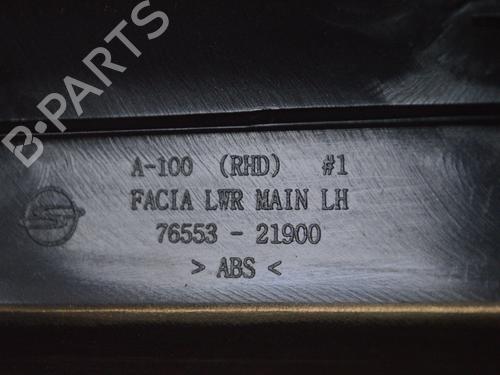 B-PARTS
A-100 (RHD) #1
FACIA LWR MAIN LH
76553 - 21900
> ABS <